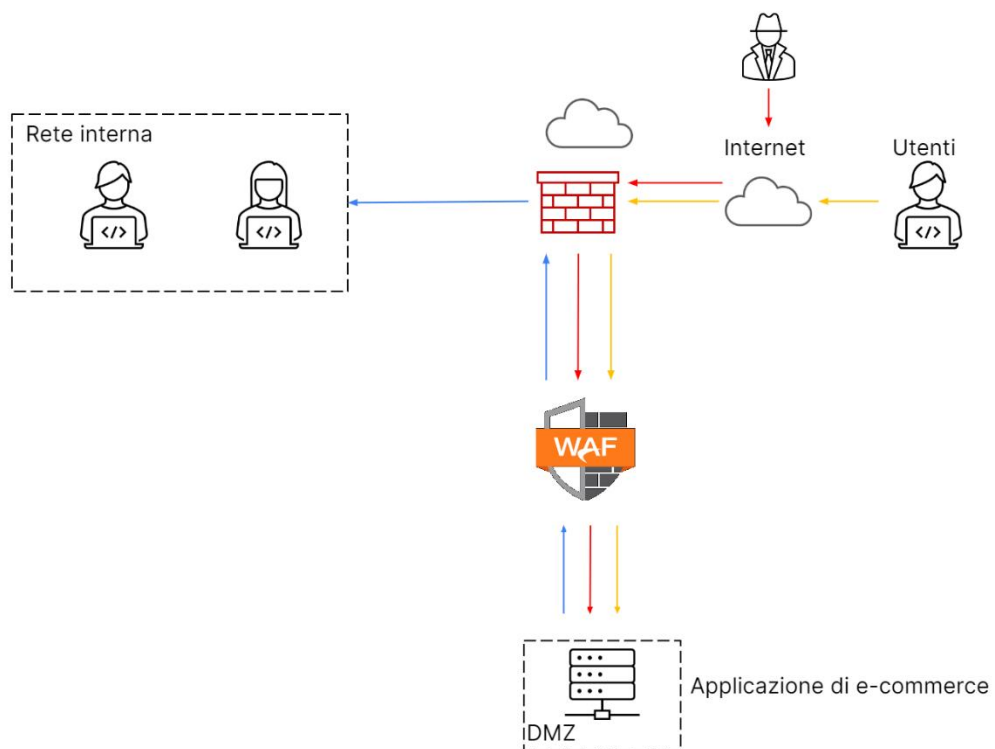 Rete interna
Internet
Utenti
</>
</>
</>
WAF
Applicazione di e-commerce
DMZ